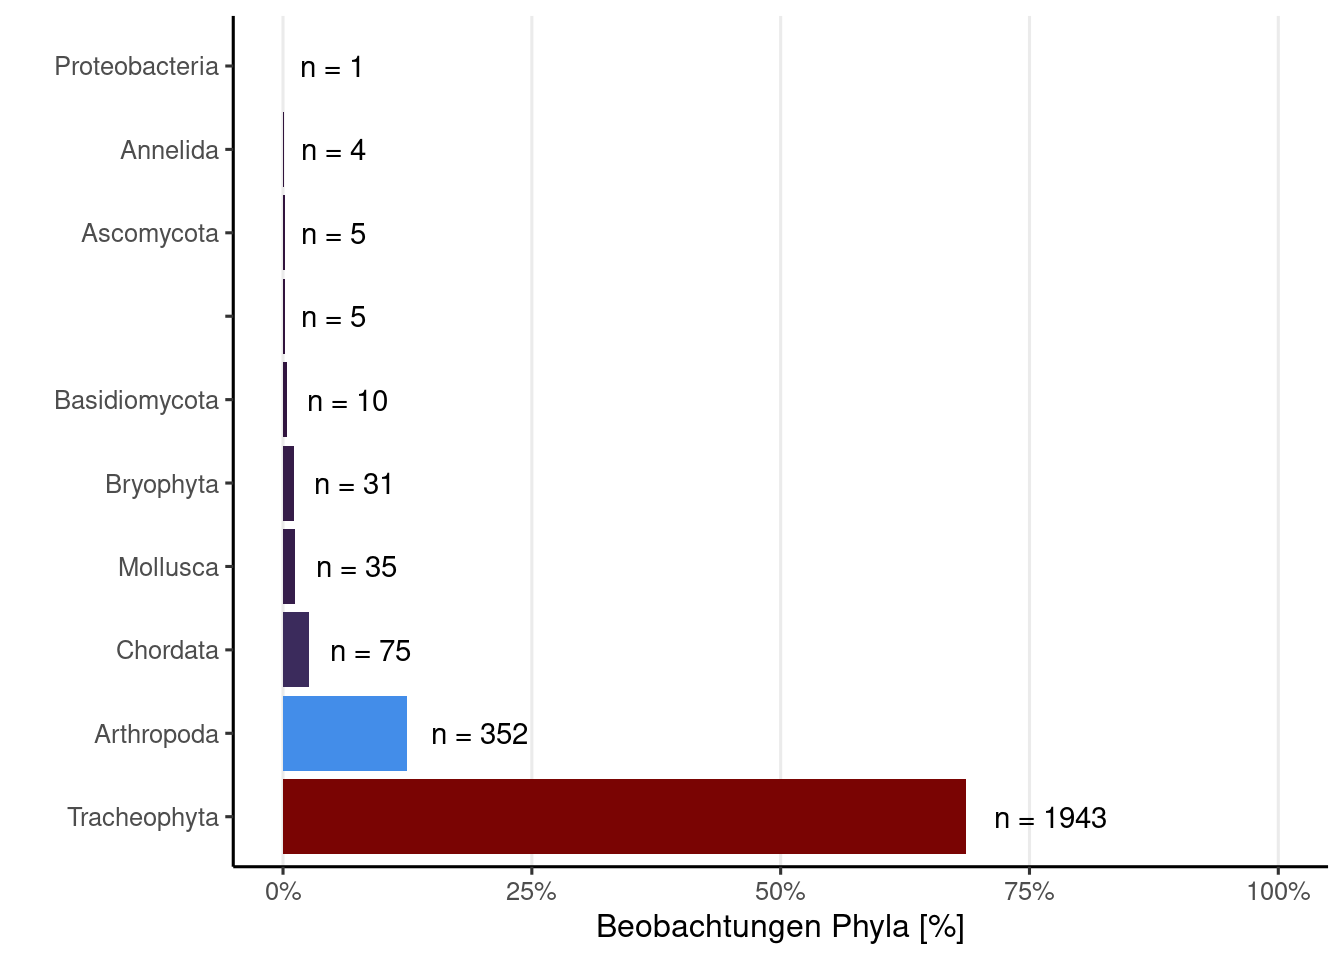 Proteobacteria n = 1
Annelida n = 4
Ascomycota n = 5
n = 5
Basidiomycota n = 10
Bryophyta n = 31
Mollusca n = 35
Chordata n = 75
Arthropoda n = 352
Tracheophyta n = 1943
0% 25% 50% 75% 100%
Beobachtungen Phyla [%]